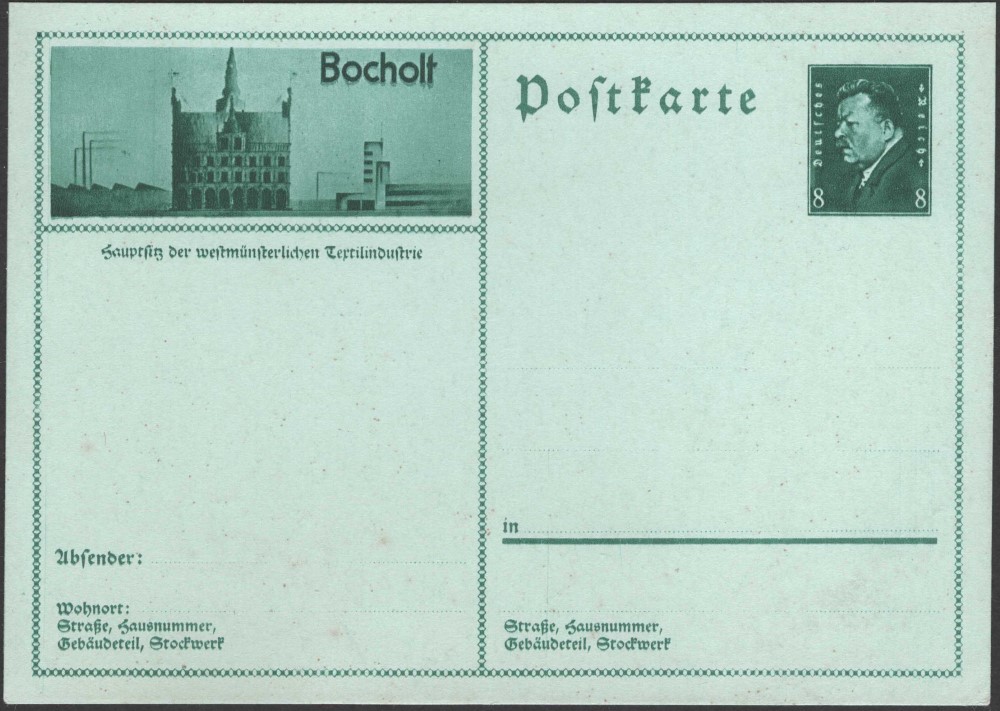 Bocholt
Hauptsitz der westmünsterlichen Textilindustrie
Absender:
Wohnort:
Straße, Hausnummer,
Gebäudeteil, Stockwerk
Postkarte
Deutsches
Reich
8 8
in
Straße, Hausnummer,
Gebäudeteil, Stockwerk